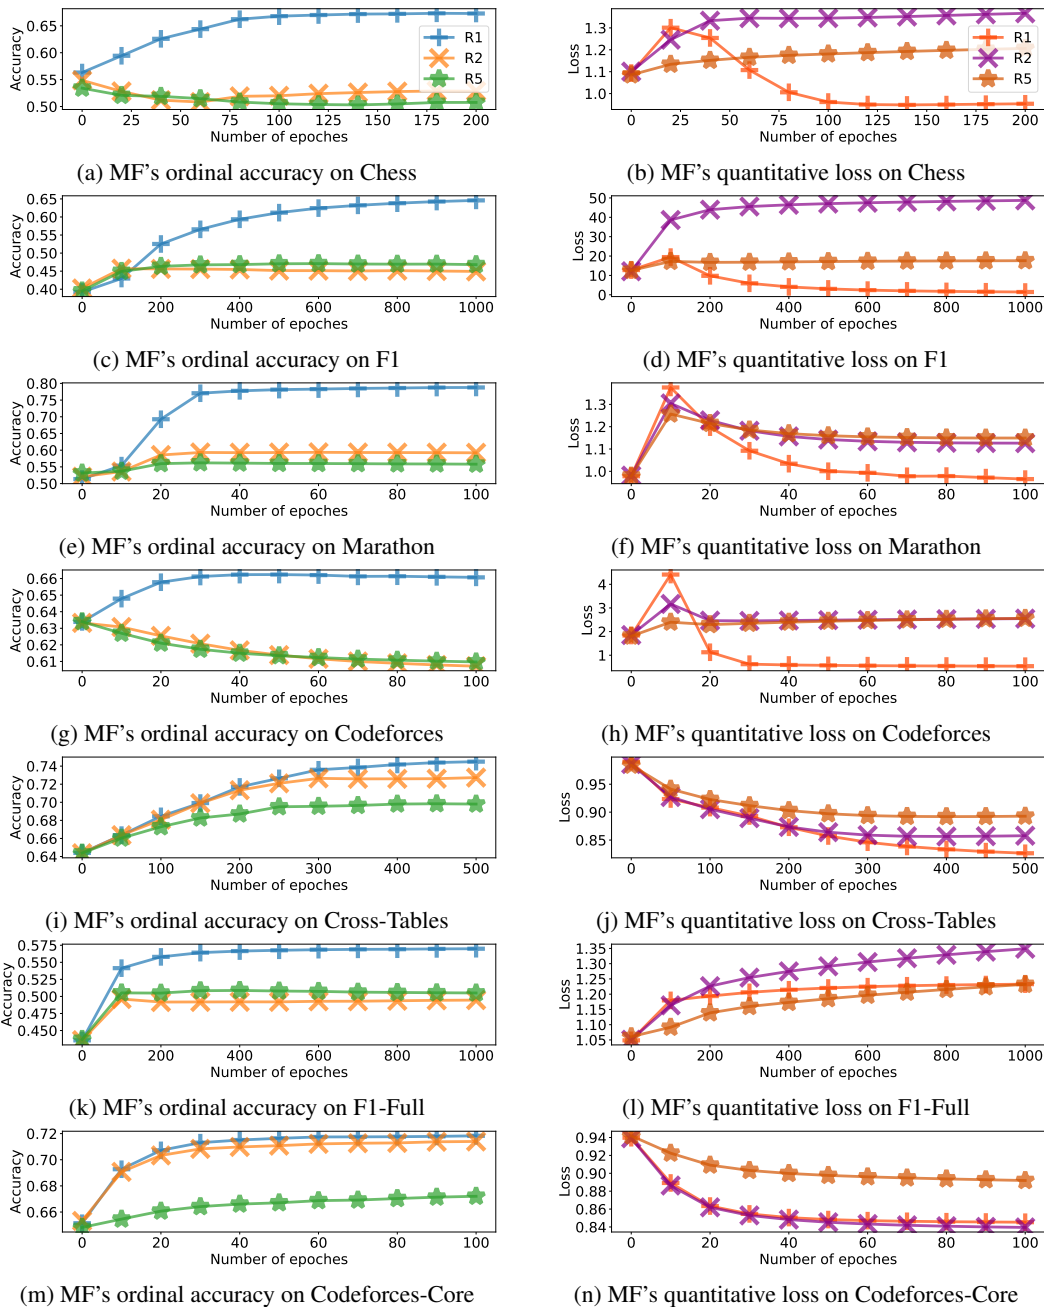 Accuracy
0.65
0.55
0.50
R1
R2
R5
0 25 50 75 100 125 150 175 200
Number of epoches
(a) MF's ordinal accuracy on Chess
Loss
1.3
1.2
1.1
1.0
R1
R2
R5
0 25 50 75 100 125 150 175 200
Number of epoches
(b) MF's quantitative loss on Chess
Accuracy
0.65
0.60
0.55
0.50
0.45
0.40
0 200 400 600 800 1000
Number of epoches
(c) MF's ordinal accuracy on F1
Loss
50
40
30
20
10
0
0 200 400 600 800 1000
Number of epoches
(d) MF's quantitative loss on F1
Accuracy
0.80
0.75
0.70
0.65
0.60
0.55
0.50
0 20 40 60 80 100
Number of epoches
(e) MF's ordinal accuracy on Marathon
Loss
1.3
1.2
1.1
1.0
0 20 40 60 80 100
Number of epoches
(f) MF's quantitative loss on Marathon
Accuracy
0.66
0.65
0.64
0.63
0.62
0.61
0 20 40 60 80 100
Number of epoches
(g) MF's ordinal accuracy on Codeforces
Loss
4
3
2
1
0 20 40 60 80 100
Number of epoches
(h) MF's quantitative loss on Codeforces
Accuracy
0.74
0.72
0.70
0.68
0.66
0.64
0 100 200 300 400 500
Number of epoches
(i) MF's ordinal accuracy on Cross-Tables
Loss
0.95
0.90
0.85
0 100 200 300 400 500
Number of epoches
(j) MF's quantitative loss on Cross-Tables
Accuracy
0.575
0.550
0.525
0.500
0.475
0.450
0 200 400 600 800 1000
Number of epoches
(k) MF's ordinal accuracy on F1-Full
Loss
1.35
1.30
1.25
1.20
1.15
1.10
1.05
0 200 400 600 800 1000
Number of epoches
(l) MF's quantitative loss on F1-Full
Accuracy
0.72
0.70
0.68
0.66
0 20 40 60 80 100
Number of epoches
(m) MF's ordinal accuracy on Codeforces-Core
Loss
0.94
0.92
0.90
0.88
0.86
0.84
0 20 40 60 80 100
Number of epoches
(n) MF's quantitative loss on Codeforces-Core